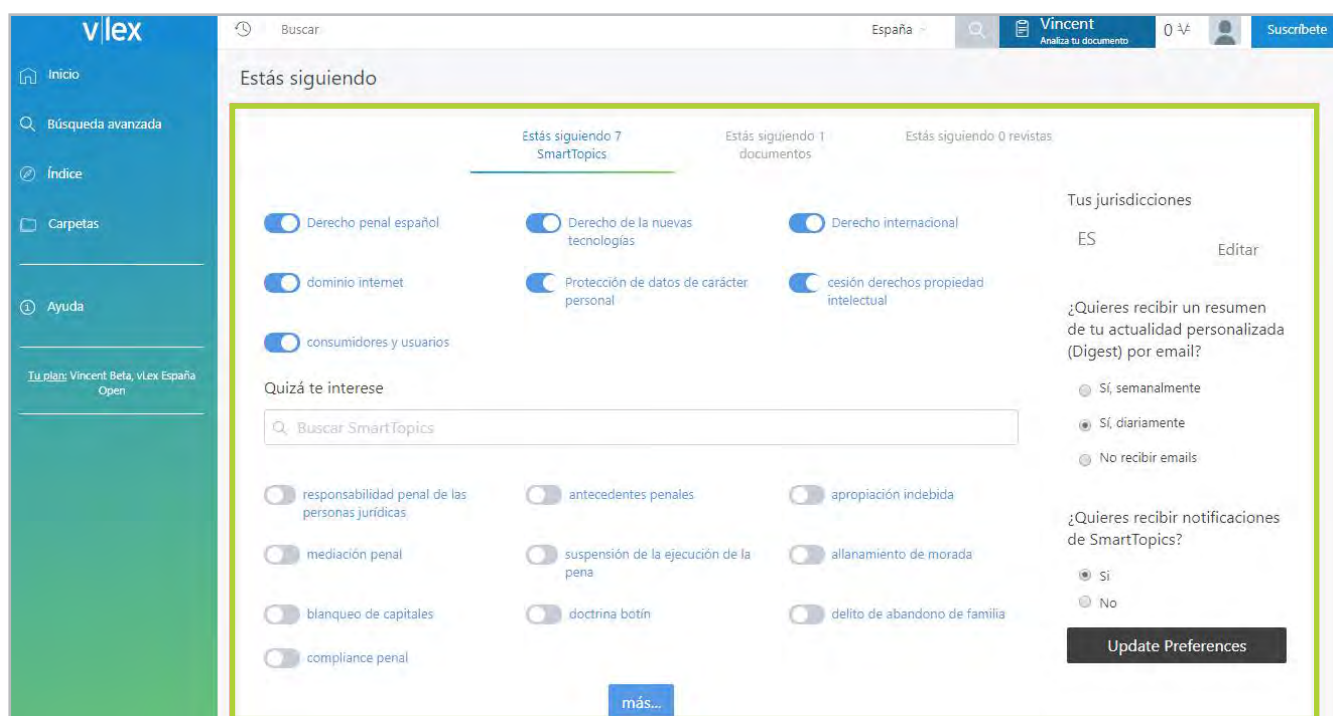 v|lex
Inicio
Búsqueda avanzada
Índice
Carpetas
Ayuda
Tu plan: Vincent Beta, vLex España
Open
Buscar
España
Vincent
Analiza tu documento
0
Suscríbete
Estás siguiendo
Estás siguiendo 7
SmartTopics
Estás siguiendo 1
documentos
Estás siguiendo 0 revistas
Derecho penal español
Derecho de la nuevas
tecnologías
Derecho internacional
dominio internet
Protección de datos de carácter
personal
cesión derechos propiedad
intelectual
consumidores y usuarios
Quizá te interese
Buscar SmartTopics
responsabilidad penal de las
personas jurídicas
antecedentes penales
apropiación indebida
mediación penal
suspensión de la ejecución de la
pena
allanamiento de morada
blanqueo de capitales
doctrina botín
delito de abandono de familia
compliance penal
más...
Tus jurisdicciones
ES
Editar
¿Quieres recibir un resumen
de tu actualidad personalizada
(Digest) por email?
Sí, semanalmente
Sí, diariamente
No recibir emails
¿Quieres recibir notificaciones
de SmartTopics?
Si
No
Update Preferences